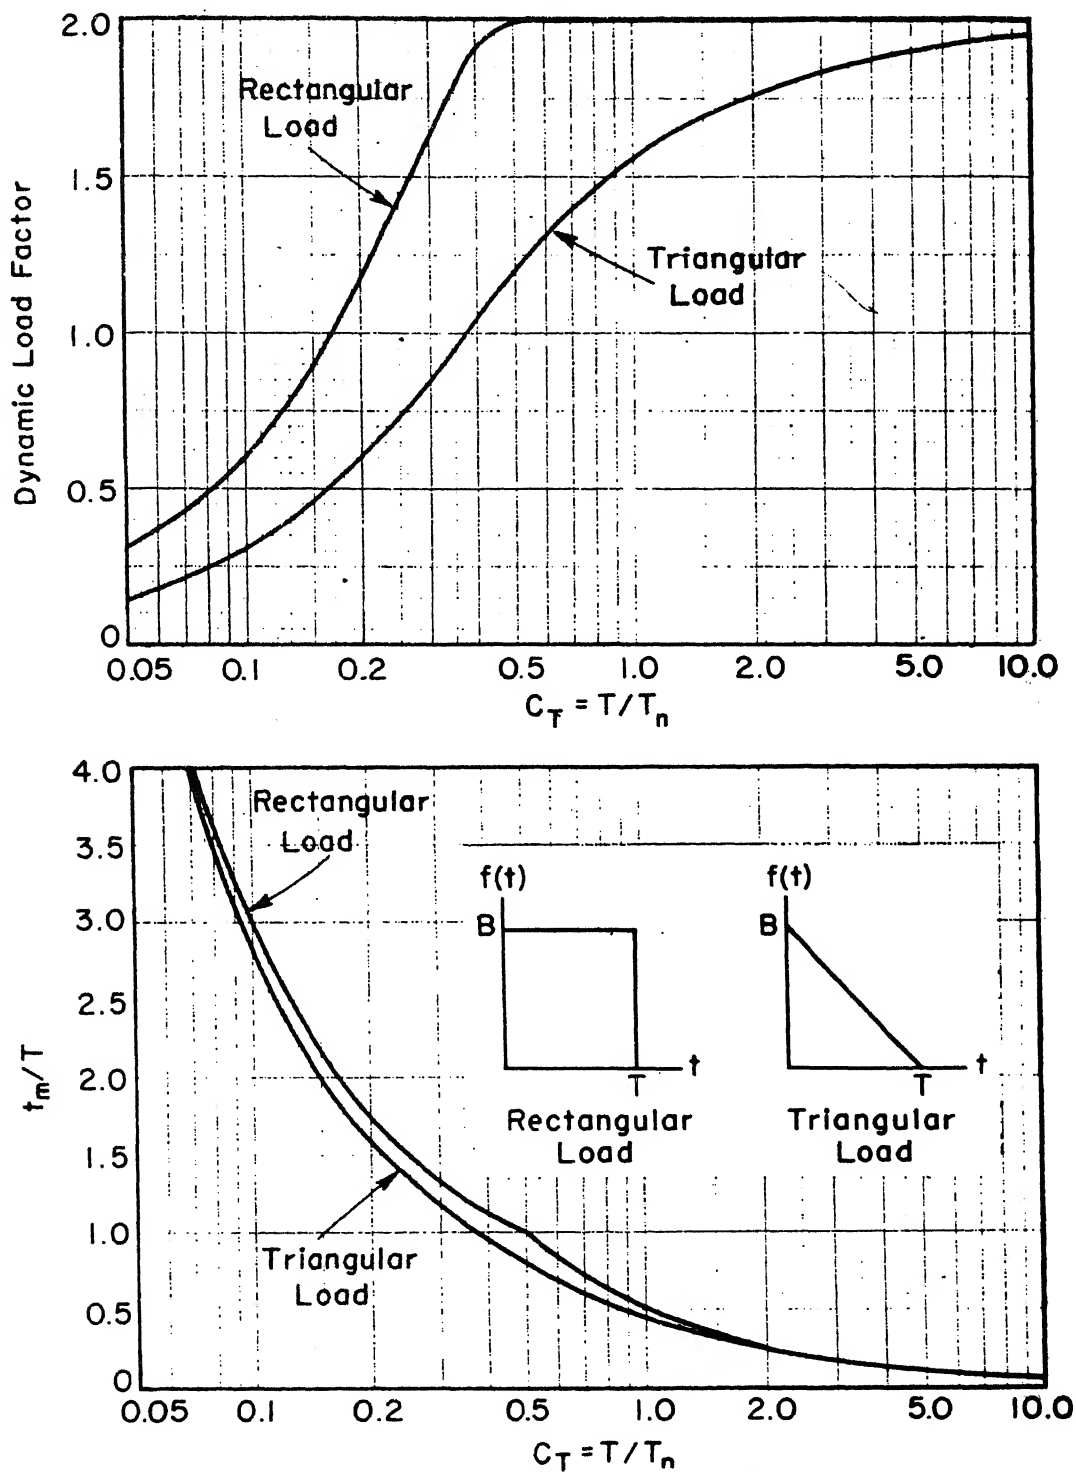 2.0
1.5
1.0
0.5
0
Dynamic Load Factor
Rectangular
Load
Triangular
Load
0.05 0.1 0.2 0.5 1.0 2.0 5.0 10.0
C_T = T/T_n
4.0
3.5
3.0
2.5
2.0
1.5
1.0
0.5
0
t_m/T
Rectangular
Load
Triangular
Load
f(t)
B
t
T
Rectangular
Load
f(t)
B
t
T
Triangular
Load
0.05 0.1 0.2 0.5 1.0 2.0 5.0 10.0
C_T = T/T_n